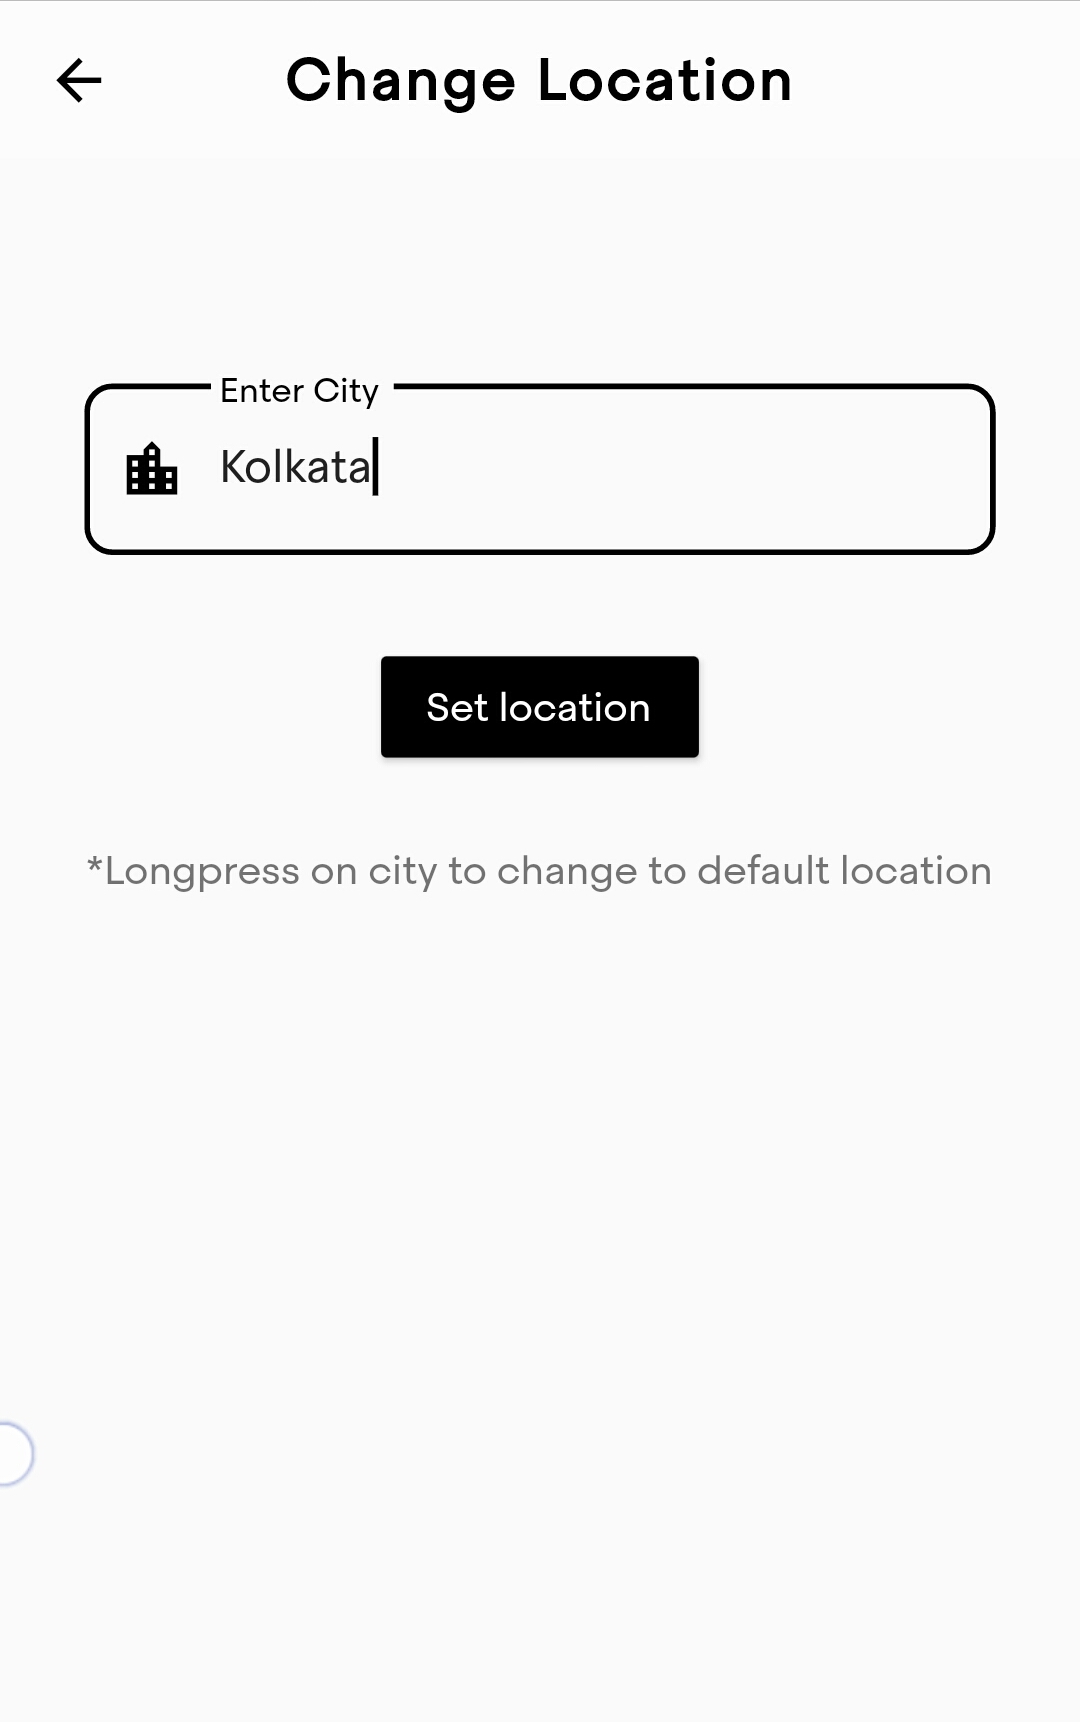 Change Location
Enter City
Kolkata
Set location
*Longpress on city to change to default location